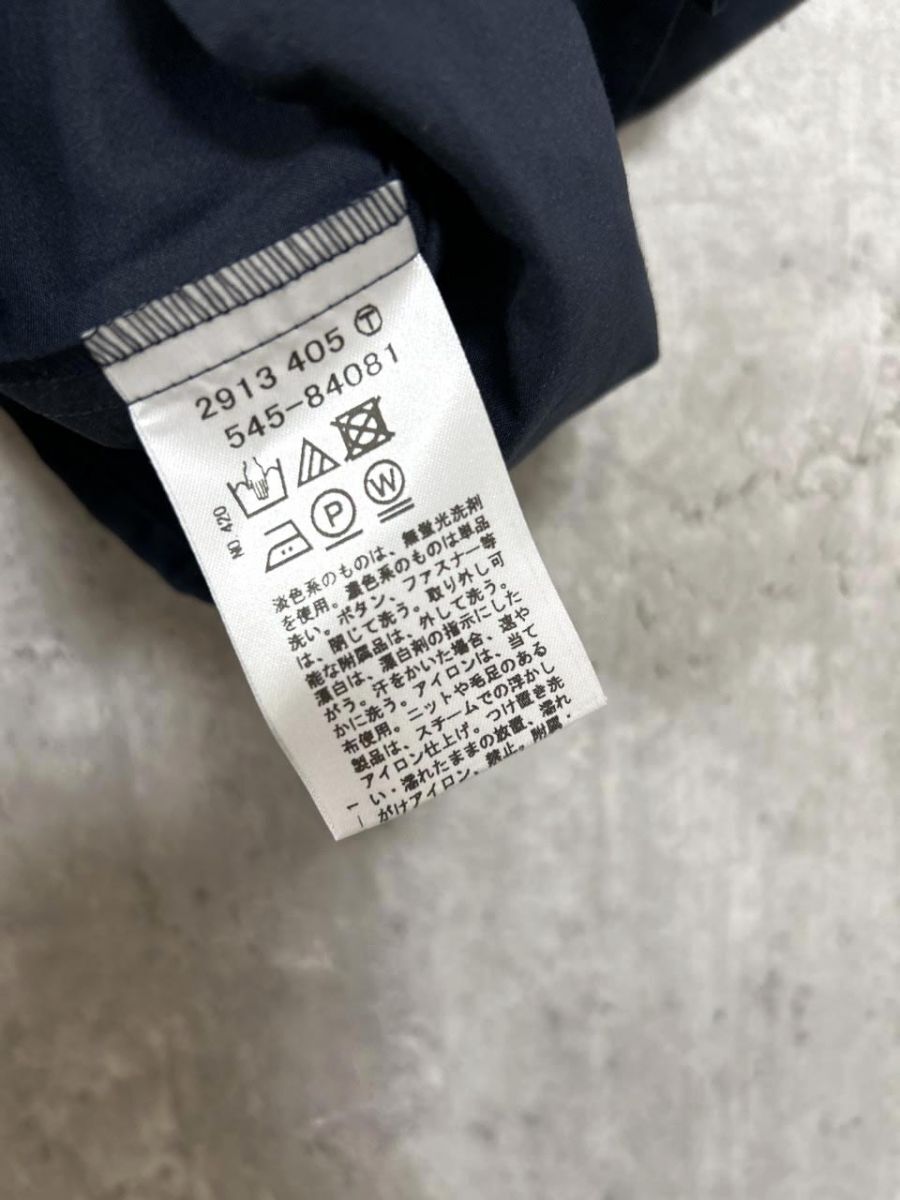 2913 405 Ⓣ
545-84081
NO 420
P
W
淡色系のものは、無蛍光洗剤
を使用。濃色系のものは単品
洗い。ボタン、ファスナー等
は、閉じて洗う。取り外し可
能な附属品は、外して洗う。
漂白は、漂白剤の指示にした
がう。汗をかいた場合、速や
かに洗う。アイロンは、当て
布使用。ニットや毛足のある
製品は、スチームでの浮かし
アイロン仕上げ。つけ置き洗
い・濡れたままの放置、濡れ
がけアイロン、禁止。附属・